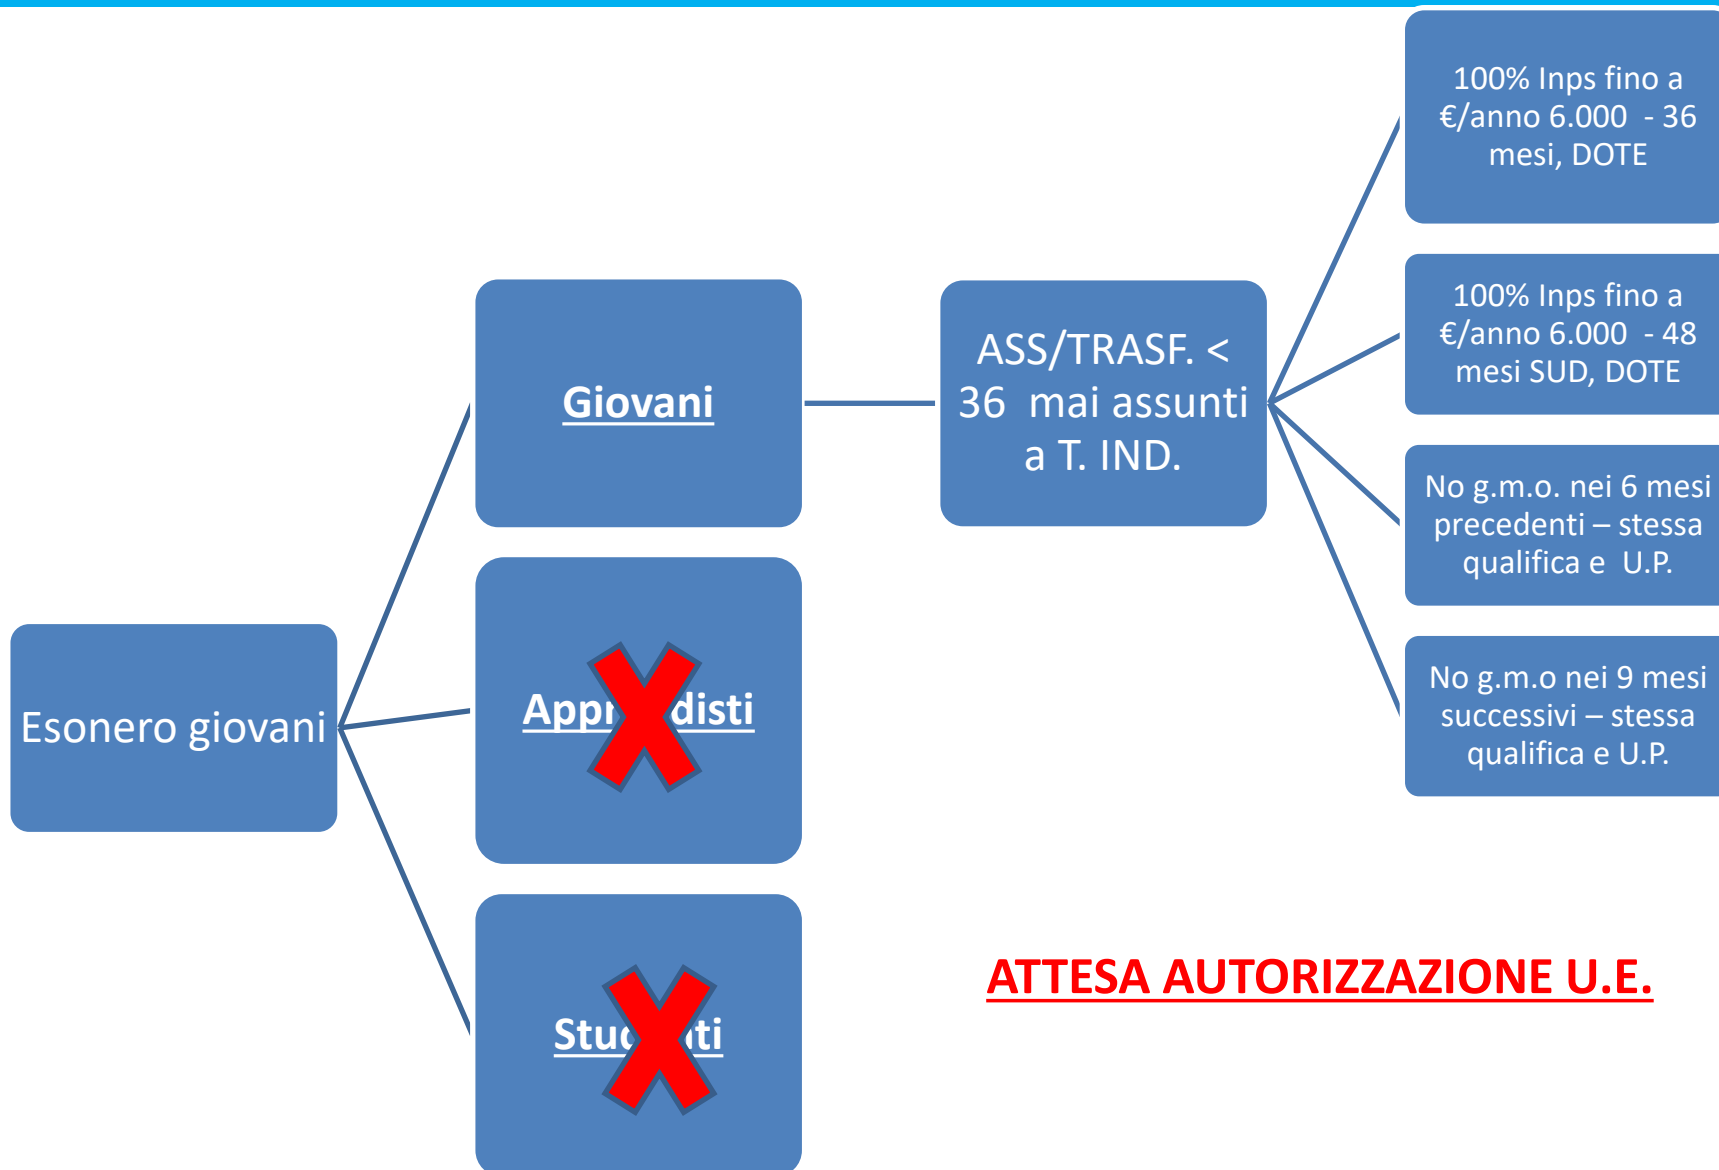 Esonero giovani
Giovani
ASS/TRASF. <
36 mai assunti
a T. IND.
100% Inps fino a
€/anno 6.000 - 36
mesi, DOTE
100% Inps fino a
€/anno 6.000 - 48
mesi SUD, DOTE
No g.m.o. nei 6 mesi
precedenti – stessa
qualifica e U.P.
No g.m.o nei 9 mesi
successivi – stessa
qualifica e U.P.
ATTESA AUTORIZZAZIONE U.E.